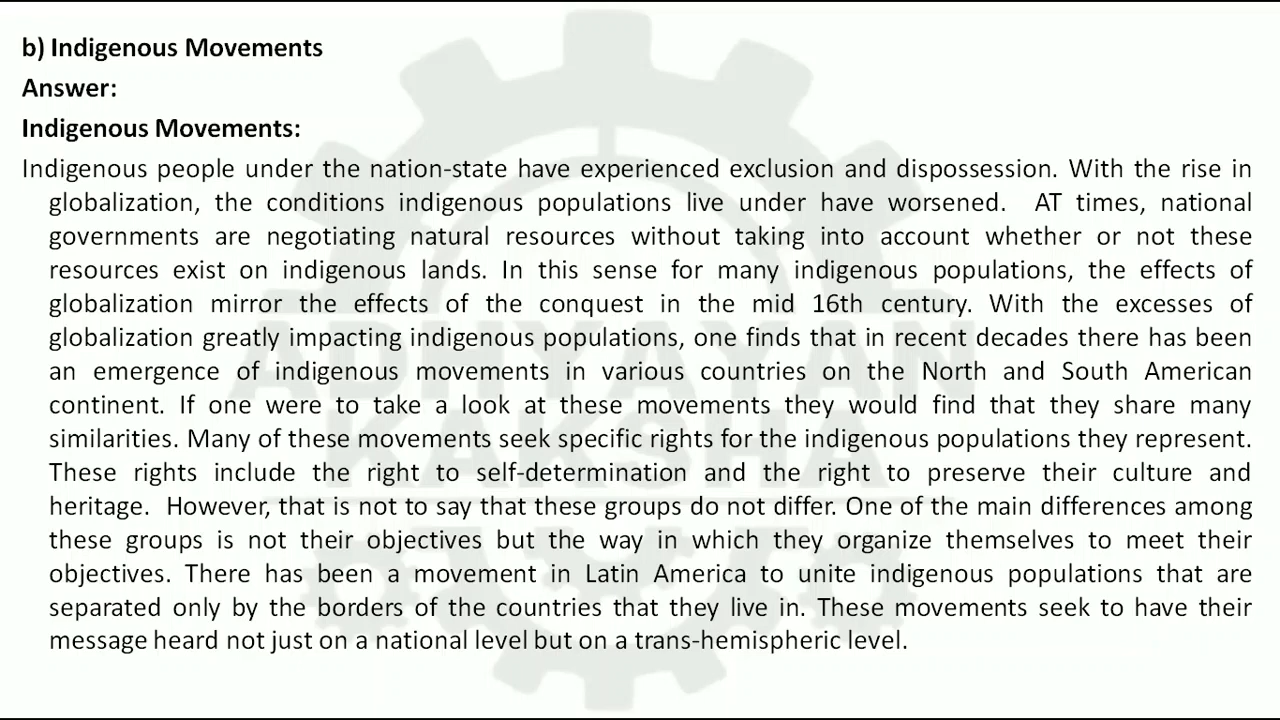 b) Indigenous Movements
Answer:
Indigenous Movements:
Indigenous people under the nation-state have experienced exclusion and dispossession. With the rise in
globalization, the conditions indigenous populations live under have worsened.  AT times, national
governments are negotiating natural resources without taking into account whether or not these
resources exist on indigenous lands. In this sense for many indigenous populations, the effects of
globalization mirror the effects of the conquest in the mid 16th century. With the excesses of
globalization greatly impacting indigenous populations, one finds that in recent decades there has been
an emergence of indigenous movements in various countries on the North and South American
continent. If one were to take a look at these movements they would find that they share many
similarities. Many of these movements seek specific rights for the indigenous populations they represent.
These rights include the right to self-determination and the right to preserve their culture and
heritage.  However, that is not to say that these groups do not differ. One of the main differences among
these groups is not their objectives but the way in which they organize themselves to meet their
objectives. There has been a movement in Latin America to unite indigenous populations that are
separated only by the borders of the countries that they live in. These movements seek to have their
message heard not just on a national level but on a trans-hemispheric level.
ADHYAYAN
KAKSHA